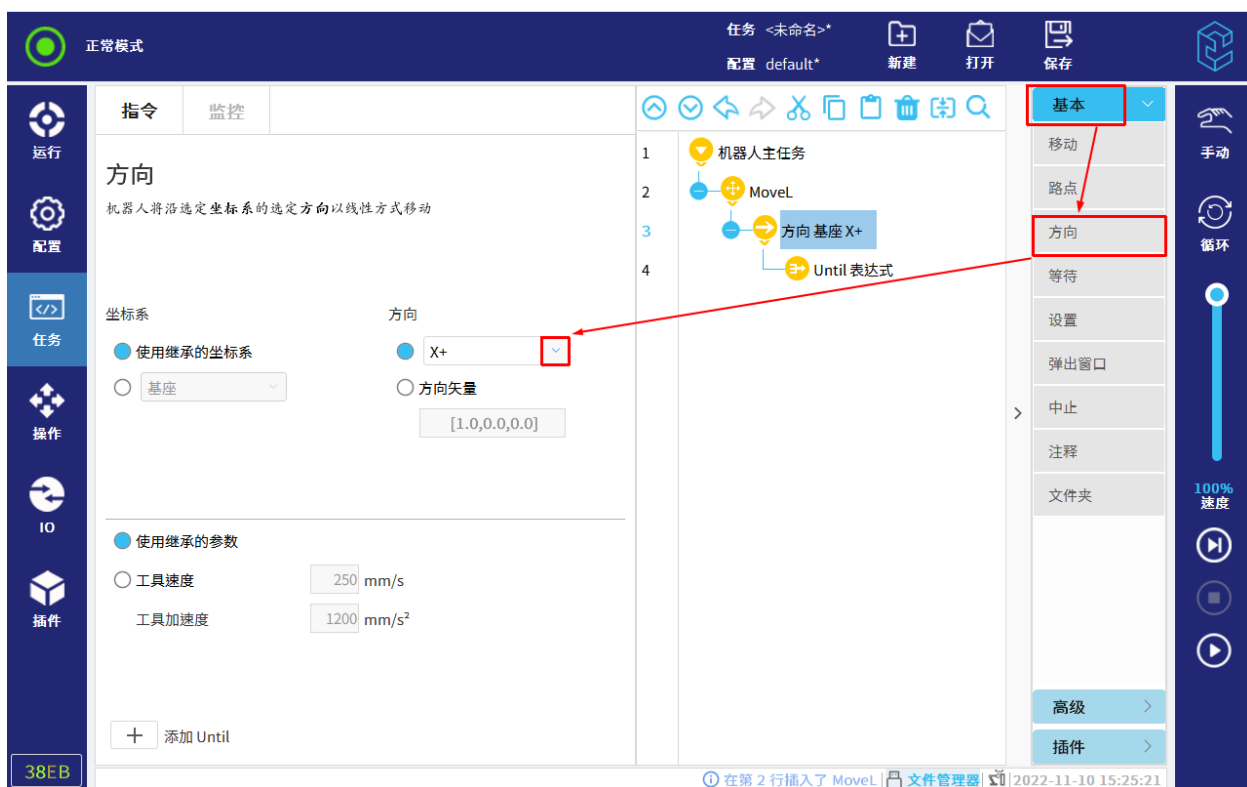 正常模式
任务 <未命名>*
配置 default*
新建
打开
保存
运行
配置
任务
操作
IO
插件
38EB
指令
监控
方向
机器人将沿选定坐标系的选定方向以线性方式移动
坐标系
方向
使用继承的坐标系
X+
基座
方向矢量
[1.0,0.0,0.0]
使用继承的参数
工具速度 250 mm/s
工具加速度 1200 mm/s²
添加 Until
1 机器人主任务
2 MoveL
3 方向 基座 X+
4 Until 表达式
基本
移动
路点
方向
等待
设置
弹出窗口
中止
注释
文件夹
高级
插件
手动
循环
100%
速度
在第 2 行插入了 MoveL 文件管理器 2022-11-10 15:25:21